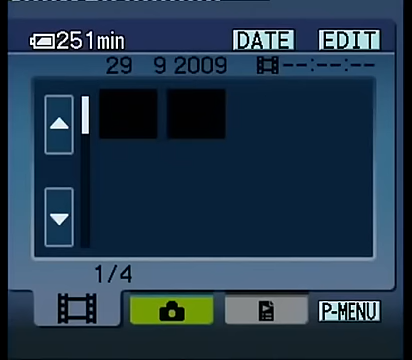 251min DATE EDIT
29 9 2009 --:--:--
1/4
P-MENU